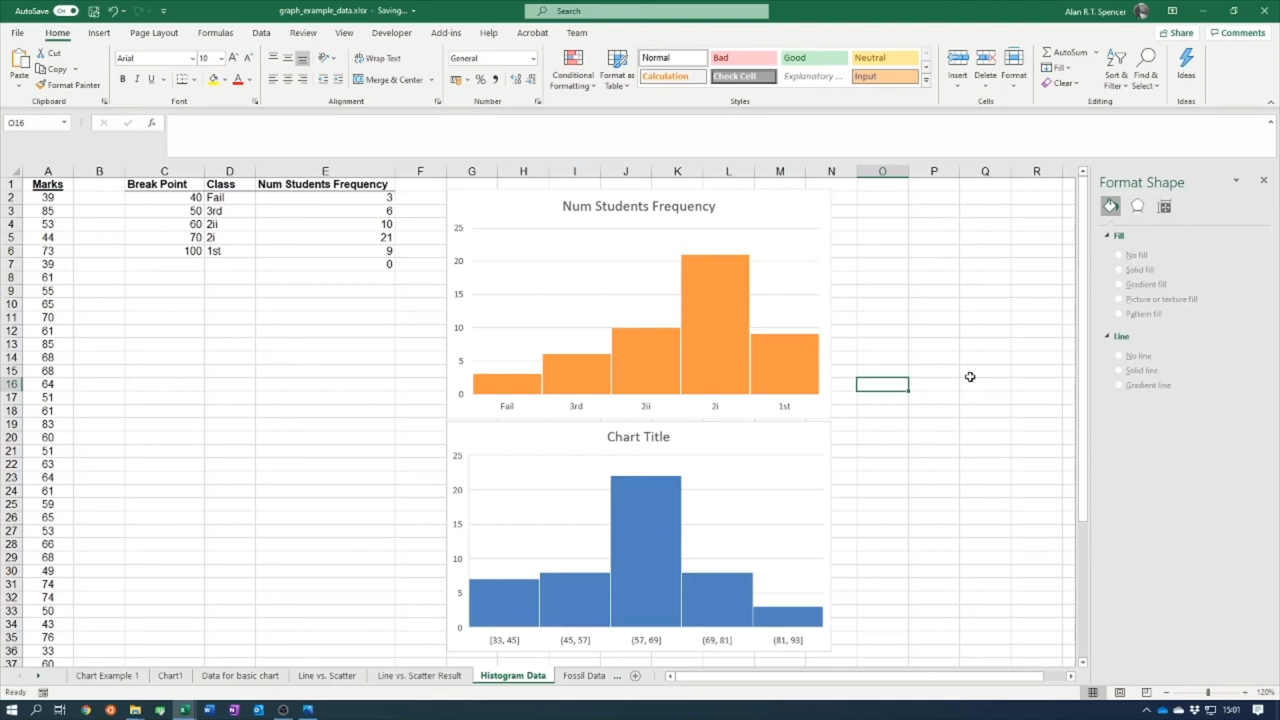 AutoSave On graph_example_data.xlsx - Saving... Search Alan R.T. Spencer
File Home Insert Page Layout Formulas Data Review View Developer Add-ins Help Acrobat Team Share Comments
Paste Cut Copy Format Painter Clipboard
Arial 10 B I U Font
Wrap Text Merge & Center Alignment
General Number
Conditional Formatting Format as Table
Normal Bad Good Neutral
Calculation Check Cell Explanatory ... Input
Styles
Insert Delete Format Cells
AutoSum Fill Clear Sort & Filter Find & Select Editing
Ideas Ideas
O16 fx
A B C D E F G H I J K L M N O P Q R
1 Marks Break Point Class Num Students Frequency
2 39 40 Fail 3
3 85 50 3rd 6
4 53 60 2ii 10
5 44 70 2i 21
6 73 100 1st 9
7 39 0
8 61
9 55
10 65
11 70
12 61
13 85
14 68
15 68
16 64
17 51
18 61
19 83
20 60
21 51
22 63
23 64
24 61
25 59
26 65
27 53
28 66
29 68
30 49
31 74
32 74
33 50
34 43
35 76
36 33
37 60
Num Students Frequency
25
20
15
10
5
0
Fail 3rd 2ii 2i 1st
Chart Title
25
20
15
10
5
0
[33, 45] (45, 57] (57, 69] (69, 81] (81, 93]
Format Shape
Fill
No fill
Solid fill
Gradient fill
Picture or texture fill
Pattern fill
Line
No line
Solid line
Gradient line
Chart Example 1 Chart1 Data for basic chart Line vs. Scatter Line vs. Scatter Result Histogram Data Fossil Data ...
Ready 120%
15:01